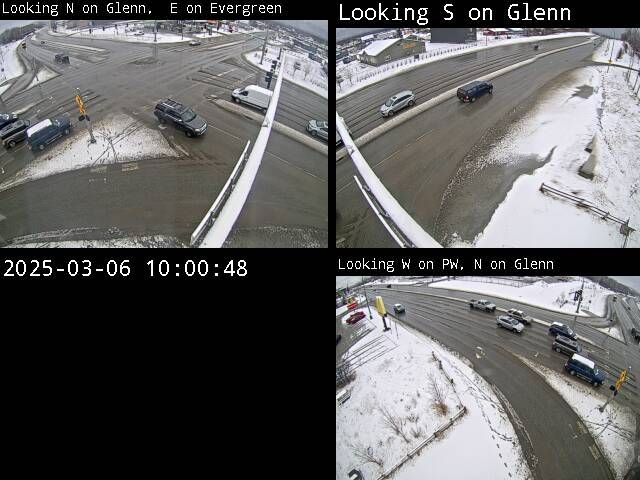 Looking N on Glenn,  E on Evergreen
Looking S on Glenn
2025-03-06 10:00:48
Looking W on PW, N on Glenn